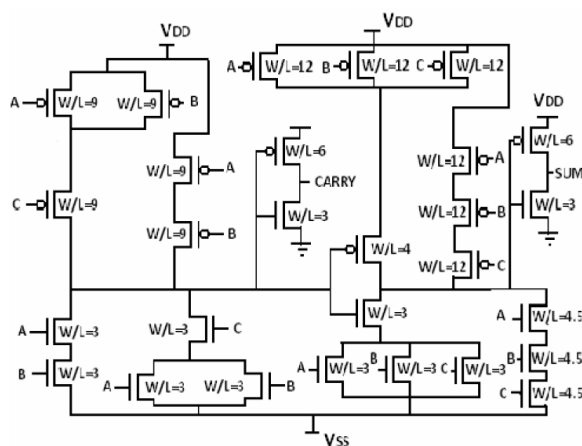 VDD
VDD
A W/L=12 B W/L=12 C W/L=12
A W/L=9 W/L=9 B
VDD
W/L=6
W/L=6
W/L=9 A
W/L=12 A
SUM
CARRY
C W/L=9
W/L=12 B
W/L=3
W/L=3
W/L=9 B
W/L=4
W/L=12 C
W/L=3
A W/L=3
W/L=3 C
A W/L=4.5
B W/L=3
A W/L=3 W/L=3 B
A W/L=3 B W/L=3 C W/L=3
B W/L=4.5
C W/L=4.5
VSS